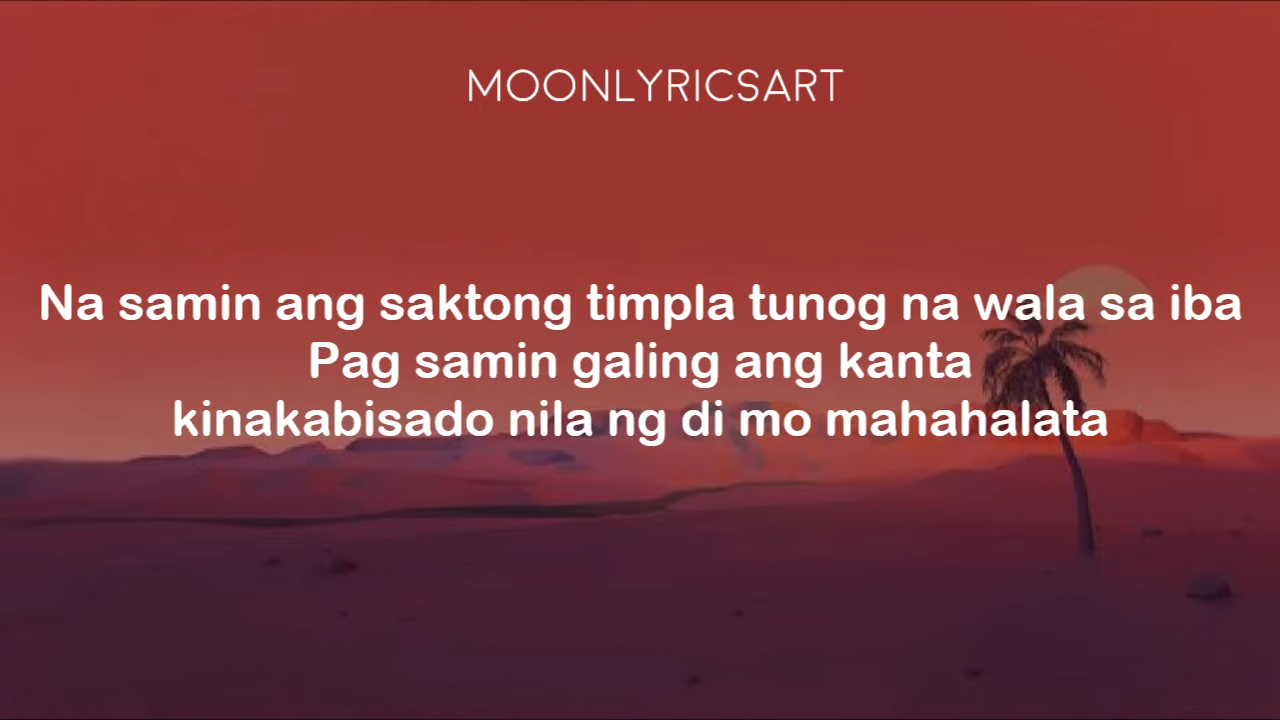 MOONLYRICSART
Na samin ang saktong timpla tunog na wala sa iba
Pag samin galing ang kanta
kinakabisado nila ng di mo mahahalata